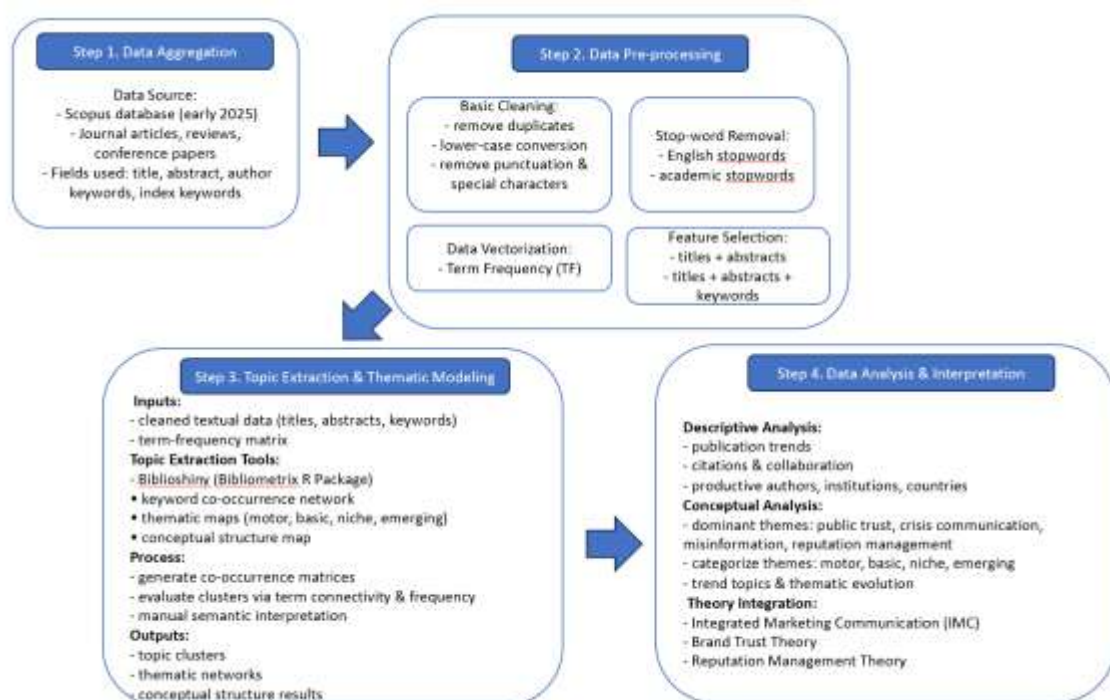 Step 1. Data Aggregation
Data Source:
- Scopus database (early 2025)
- Journal articles, reviews,
conference papers
- Fields used: title, abstract, author
keywords, index keywords
Step 2. Data Pre-processing
Basic Cleaning:
- remove duplicates
- lower-case conversion
- remove punctuation &
special characters
Stop-word Removal:
- English stopwords
- academic stopwords
Data Vectorization:
- Term Frequency (TF)
Feature Selection:
- titles + abstracts
- titles + abstracts +
keywords
Step 3. Topic Extraction & Thematic Modeling
Inputs:
- cleaned textual data (titles, abstracts, keywords)
- term-frequency matrix
Topic Extraction Tools:
- Biblioshiny (Bibliometrix R Package)
• keyword co-occurrence network
• thematic maps (motor, basic, niche, emerging)
• conceptual structure map
Process:
- generate co-occurrence matrices
- evaluate clusters via term connectivity & frequency
- manual semantic interpretation
Outputs:
- topic clusters
- thematic networks
- conceptual structure results
Step 4. Data Analysis & Interpretation
Descriptive Analysis:
- publication trends
- citations & collaboration
- productive authors, institutions, countries
Conceptual Analysis:
- dominant themes: public trust, crisis communication,
misinformation, reputation management
- categorize themes: motor, basic, niche, emerging
- trend topics & thematic evolution
Theory Integration:
- Integrated Marketing Communication (IMC)
- Brand Trust Theory
- Reputation Management Theory